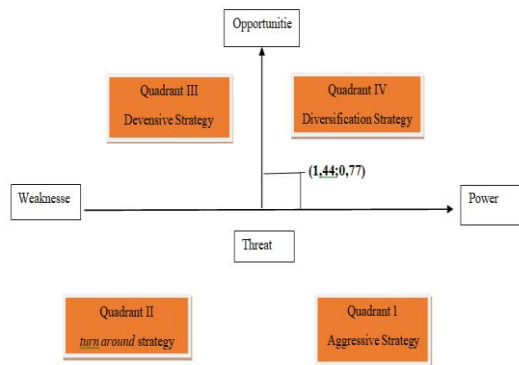 Opportunitie
Quadrant III
Devensive Strategy
Quadrant IV
Diversification Strategy
(1,44;0,77)
Weaknesse
Power
Threat
Quadrant II
turn around strategy
Quadrant I
Aggressive Strategy